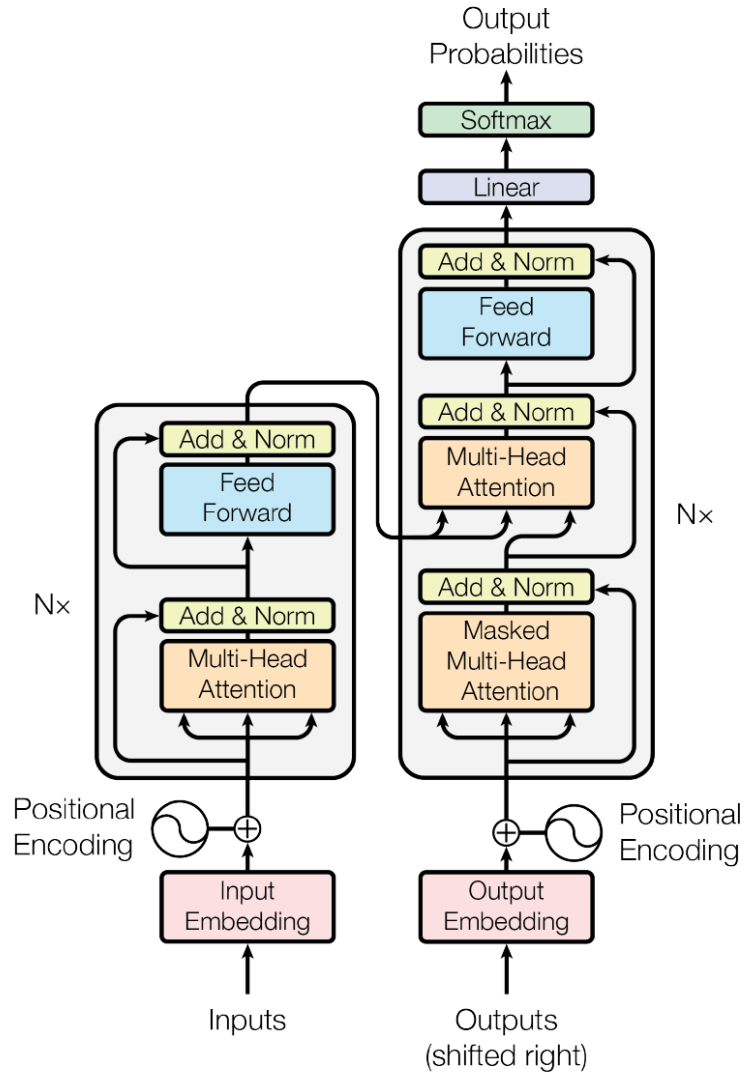 Output
Probabilities
Softmax
Linear
Add & Norm
Feed
Forward
Add & Norm
Multi-Head
Attention
Nx
Add & Norm
Masked
Multi-Head
Attention
Add & Norm
Feed
Forward
Nx
Add & Norm
Multi-Head
Attention
Positional
Encoding
Positional
Encoding
Input
Embedding
Output
Embedding
Inputs
Outputs
(shifted right)